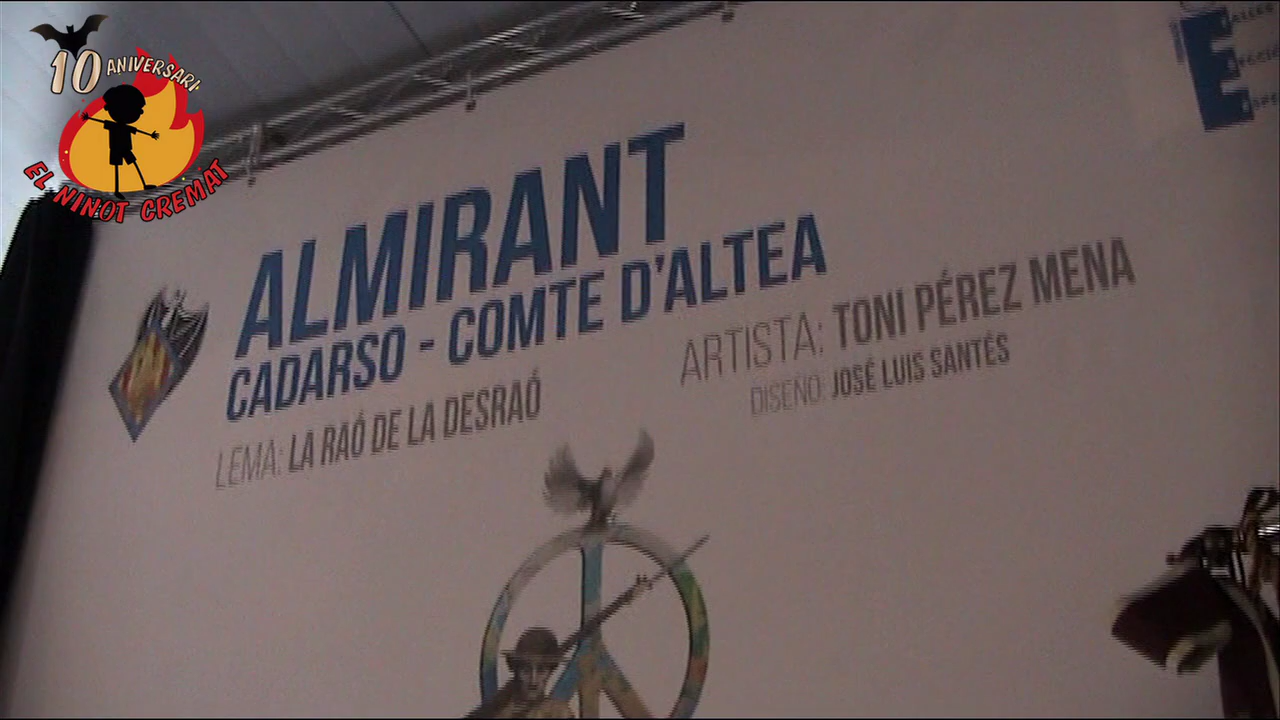 10 ANIVERSARI
EL NINOT CREMAT
ALMIRANT
CADARSO - COMTE D'ALTEA
LEMA: LA RAÓ DE LA DESRAÓ
ARTISTA: TONI PÉREZ MENA
DISEÑO: JOSÉ LUIS SANTÉS